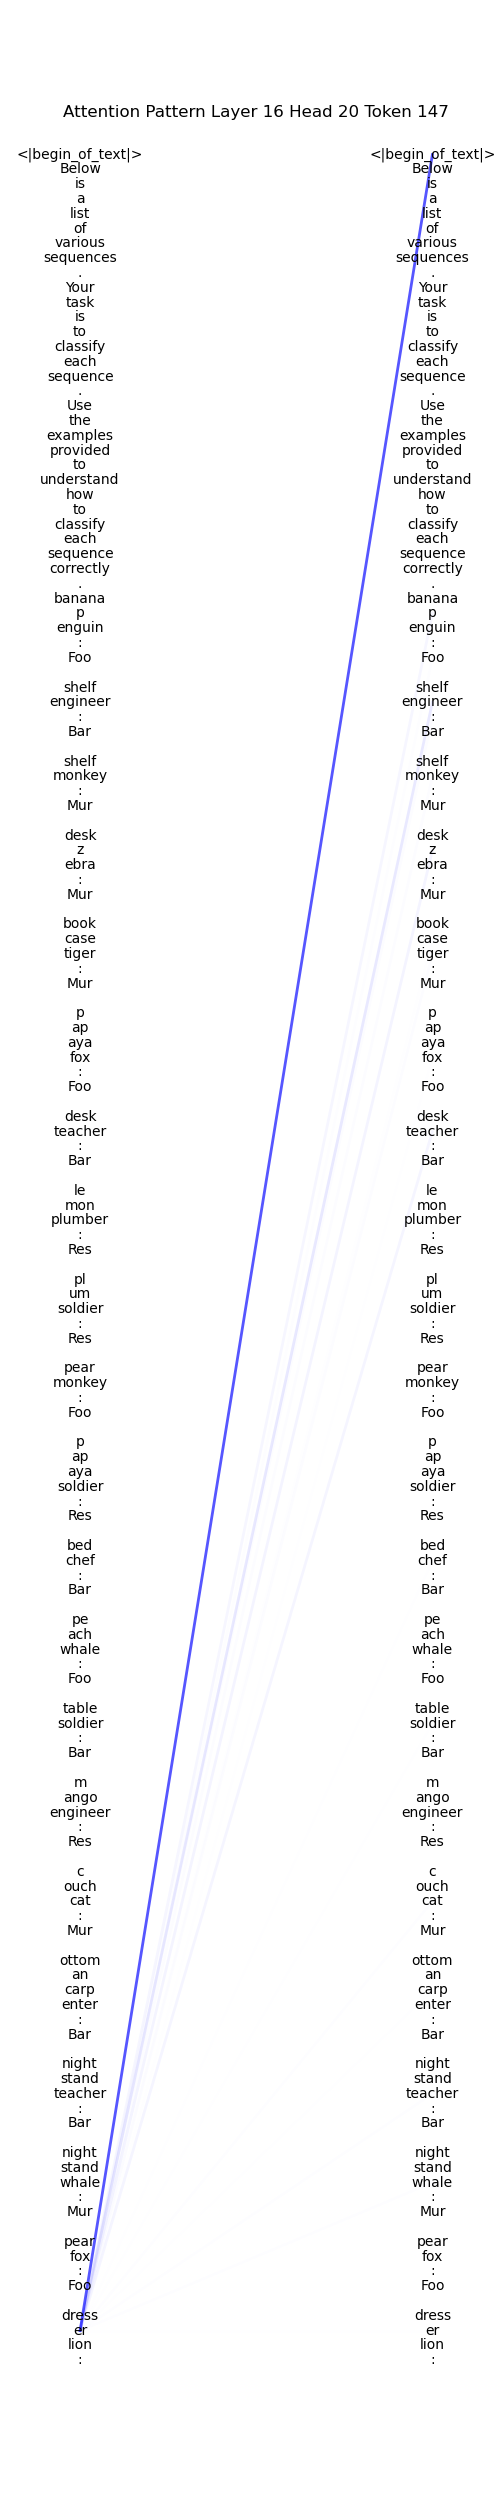 Attention Pattern Layer 16 Head 20 Token 147
<|begin_of_text|>
Below
is
a
list
of
various
sequences
.
Your
task
is
to
classify
each
sequence
.
Use
the
examples
provided
to
understand
how
to
classify
each
sequence
correctly
.
banana
p
enguin
:
Foo
shelf
engineer
:
Bar
shelf
monkey
:
Mur
desk
z
ebra
:
Mur
book
case
tiger
:
Mur
p
ap
aya
fox
:
Foo
desk
teacher
:
Bar
le
mon
plumber
:
Res
pl
um
soldier
:
Res
pear
monkey
:
Foo
p
ap
aya
soldier
:
Res
bed
chef
:
Bar
pe
ach
whale
:
Foo
table
soldier
:
Bar
m
ango
engineer
:
Res
c
ouch
cat
:
Mur
ottom
an
carp
enter
:
Bar
night
stand
teacher
:
Bar
night
stand
whale
:
Mur
pear
fox
:
Foo
dress
er
lion
:
<|begin_of_text|>
Below
is
a
list
of
various
sequences
.
Your
task
is
to
classify
each
sequence
.
Use
the
examples
provided
to
understand
how
to
classify
each
sequence
correctly
.
banana
p
enguin
:
Foo
shelf
engineer
:
Bar
shelf
monkey
:
Mur
desk
z
ebra
:
Mur
book
case
tiger
:
Mur
p
ap
aya
fox
:
Foo
desk
teacher
:
Bar
le
mon
plumber
:
Res
pl
um
soldier
:
Res
pear
monkey
:
Foo
p
ap
aya
soldier
:
Res
bed
chef
:
Bar
pe
ach
whale
:
Foo
table
soldier
:
Bar
m
ango
engineer
:
Res
c
ouch
cat
:
Mur
ottom
an
carp
enter
:
Bar
night
stand
teacher
:
Bar
night
stand
whale
:
Mur
pear
fox
:
Foo
dress
er
lion
: